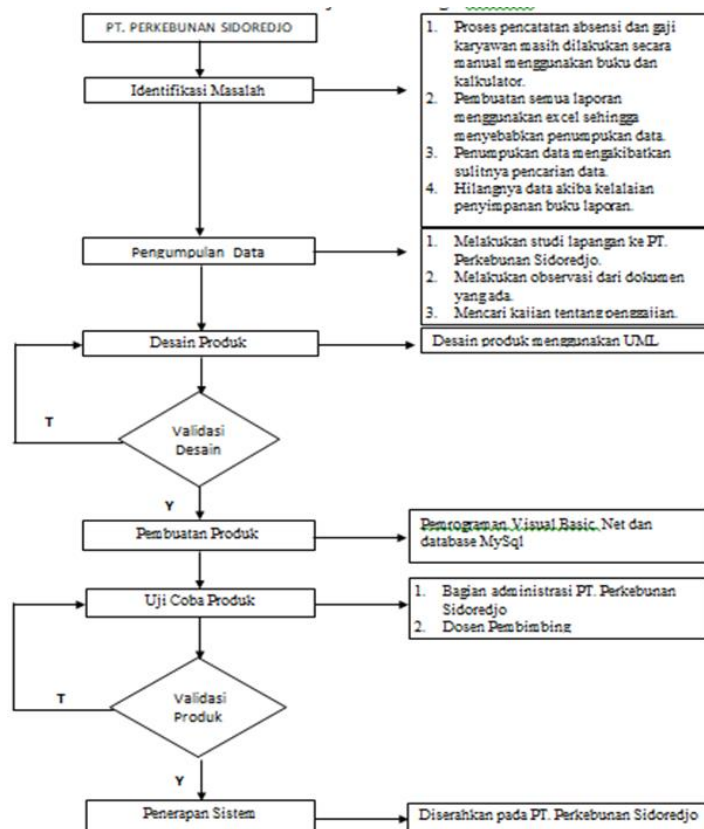 PT. PERKEBUNAN SIDOREDJO
1. Proses pencatatan absensi dan gaji
karyawan masih dilakukan secara
manual menggunakan buku dan
kalkulator.
2. Pembuatan semua laporan
menggunakan excel sehingga
menyebabkan penumpukan data.
3. Penumpukan data mengakibatkan
sulitnya pencarian data.
4. Hilangnya data akiba kelalaian
penyimpanan buku laporan.
Identifikasi Masalah
Pengumpulan Data
1. Melakukan studi lapangan ke PT.
Perkebunan Sidoredjo.
2. Melakukan observasi dari dokumen
yang ada.
3. Mencari kajian tentang penggajian.
Desain Produk
Desain produk menggunakan UML
T
Validasi
Desain
Y
Pembuatan Produk
Pemrograman Visual Basic. Net dan
database MySql
Uji Coba Produk
1. Bagian administrasi PT. Perkebunan
Sidoredjo
2. Dosen Pembimbing
T
Validasi
Produk
Y
Penerapan Sistem
Diserahkan pada PT. Perkebunan Sidoredjo